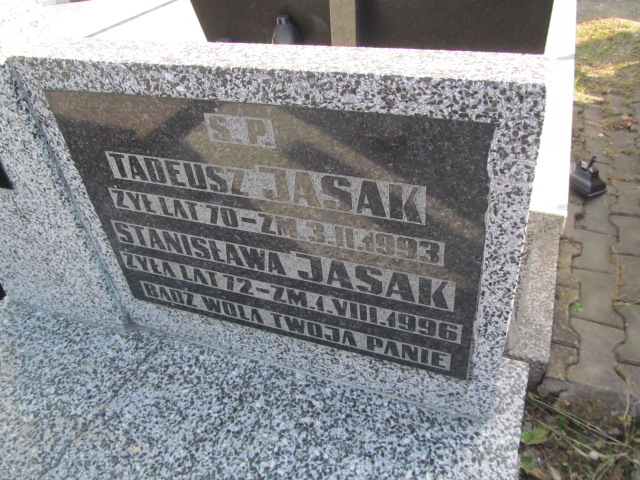 Ś. P.
TADEUSZ JASAK
ŻYŁ LAT 70 - ZM. 3.II.1993
STANISŁAWA JASAK
ŻYŁA LAT 72 - ZM. 1.VIII.1996
BĄDŹ WOLA TWOJA PANIE